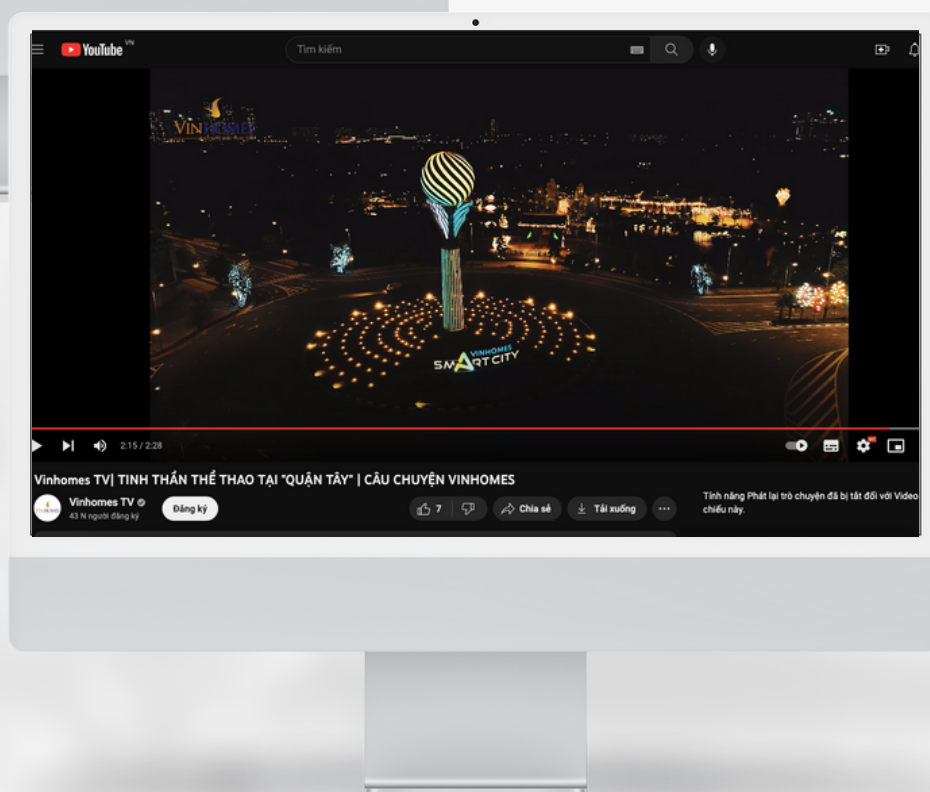 YouTube VN
Tìm kiếm
VINHOMES
VINHOMES
SMARTCITY
2:15 / 2:28
Vinhomes TV| TINH THẦN THỂ THAO TẠI "QUẬN TÂY" | CÂU CHUYỆN VINHOMES
Vinhomes TV
43 N người đăng ký
Đăng ký
7
Chia sẻ
Tải xuống
Tính năng Phát lại trò chuyện đã bị tắt đối với Video
chiếu này.